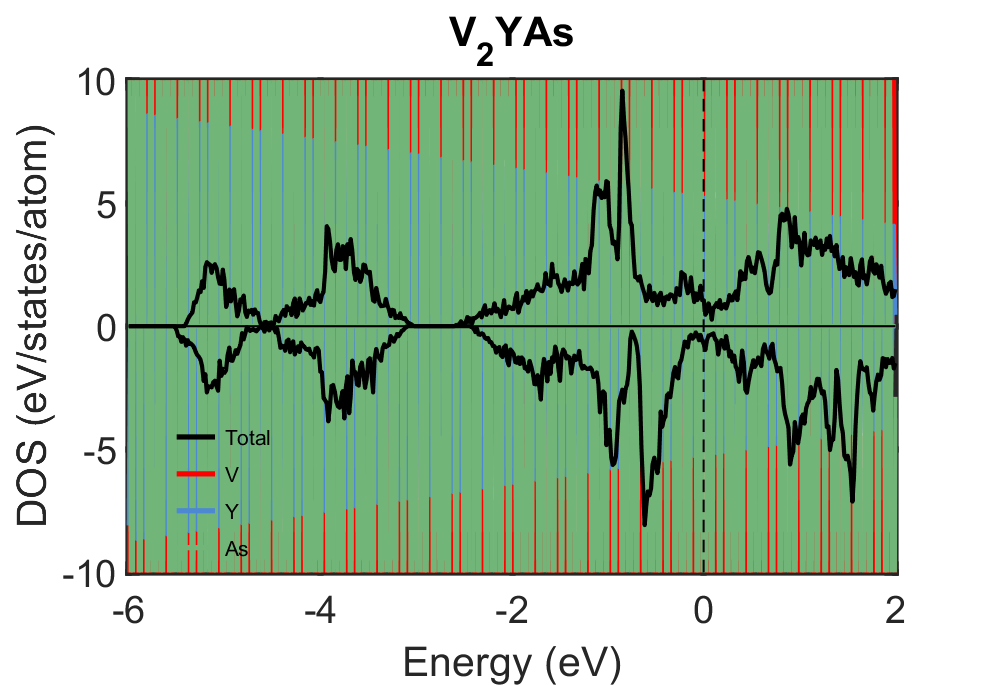 V2YAs
10
5
0
-5
-10
DOS (eV/states/atom)
Total
V
Y
As
-6 -4 -2 0 2
Energy (eV)